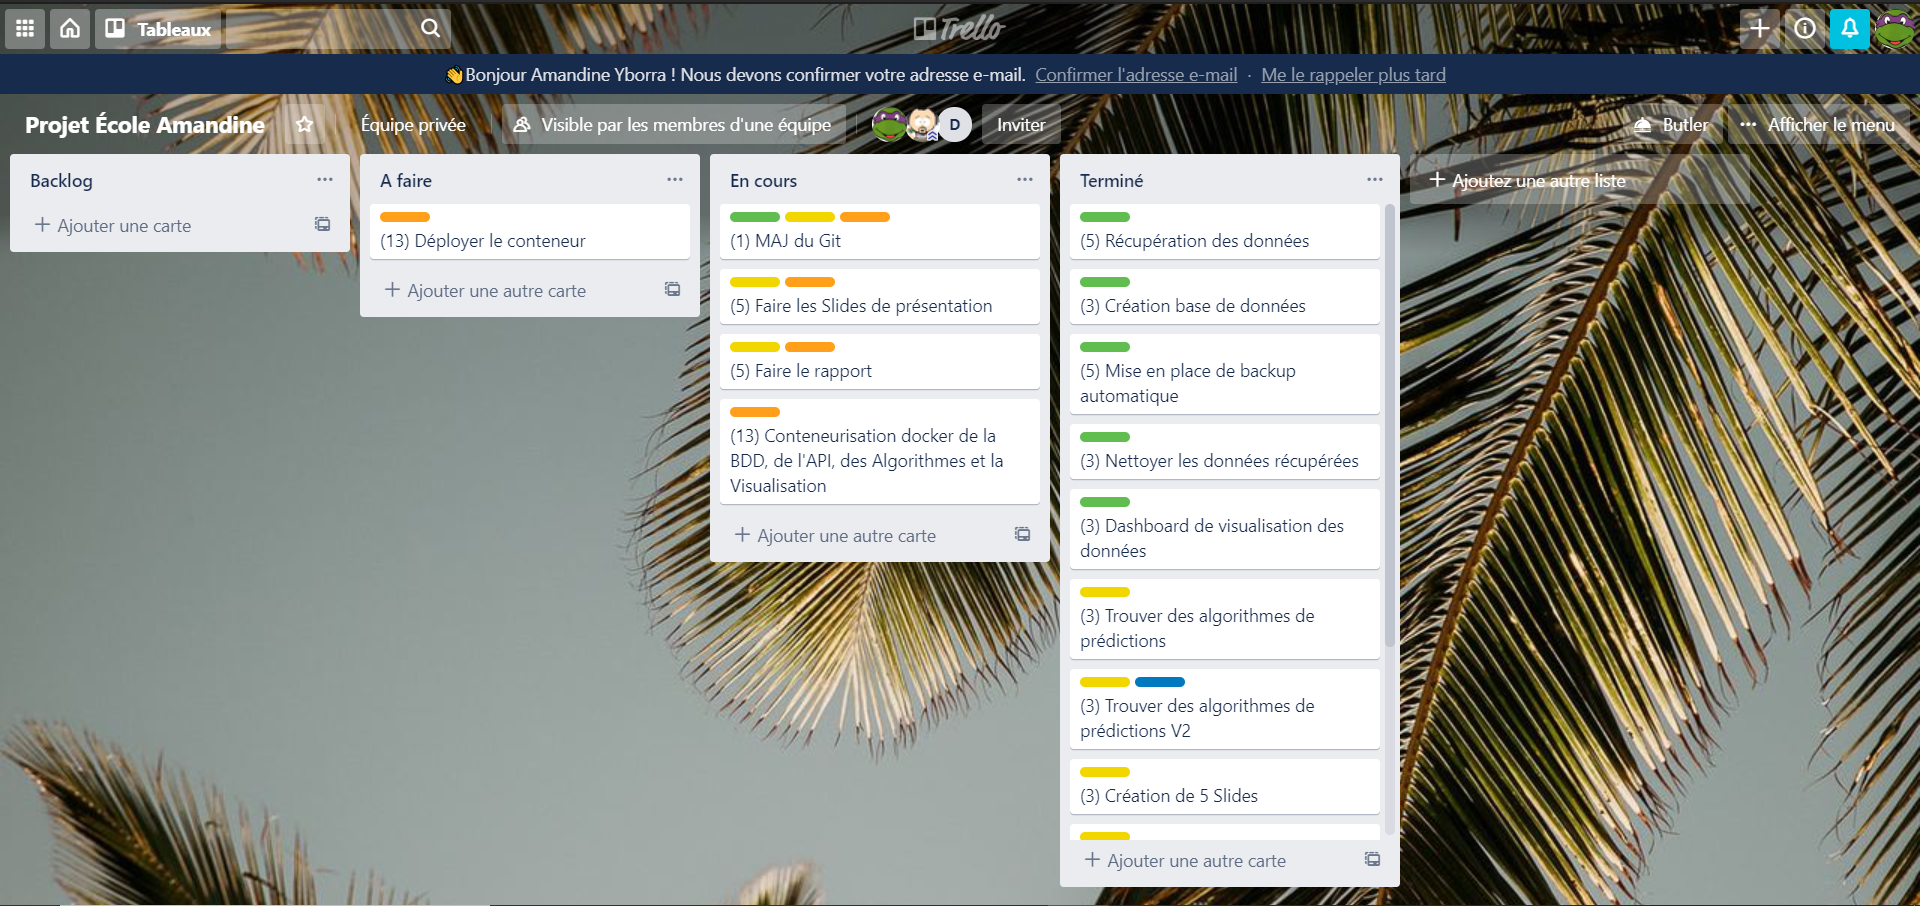 Tableaux
Trello
👋Bonjour Amandine Yborra ! Nous devons confirmer votre adresse e-mail. Confirmer l'adresse e-mail · Me le rappeler plus tard
Projet École Amandine
Équipe privée
Visible par les membres d'une équipe
D
Inviter
Butler
Afficher le menu
Backlog
Ajouter une carte
A faire
(13) Déployer le conteneur
Ajouter une autre carte
En cours
(1) MAJ du Git
(5) Faire les Slides de présentation
(5) Faire le rapport
(13) Conteneurisation docker de la
BDD, de l'API, des Algorithmes et la
Visualisation
Ajouter une autre carte
Terminé
(5) Récupération des données
(3) Création base de données
(5) Mise en place de backup
automatique
(3) Nettoyer les données récupérées
(3) Dashboard de visualisation des
données
(3) Trouver des algorithmes de
prédictions
(3) Trouver des algorithmes de
prédictions V2
(3) Création de 5 Slides
Ajouter une autre carte
Ajoutez une autre liste